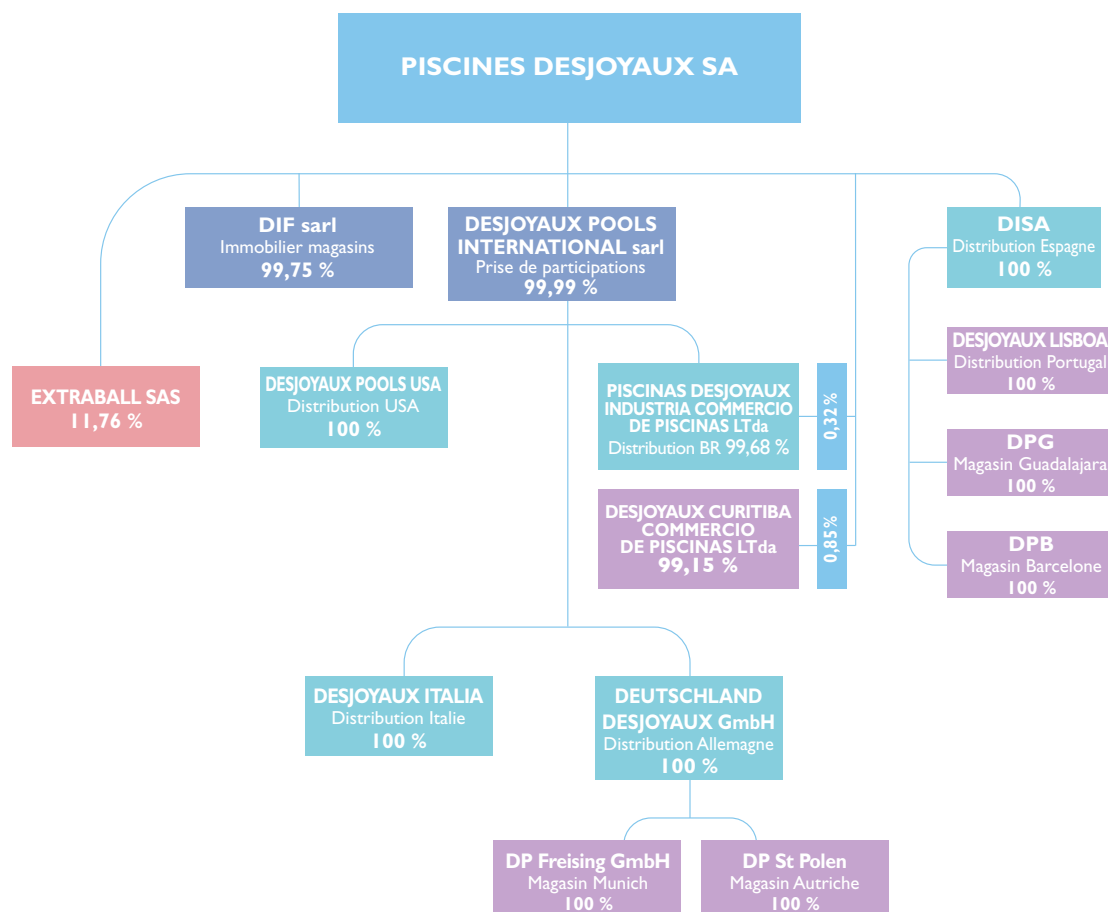 PISCINES DESJOYAUX SA
DIF sarl
Immobilier magasins
99,75 %
DESJOYAUX POOLS
INTERNATIONAL sarl
Prise de participations
99,99 %
DISA
Distribution Espagne
100 %
EXTRABALL SAS
11,76 %
DESJOYAUX POOLS USA
Distribution USA
100 %
PISCINAS DESJOYAUX
INDUSTRIA COMMERCIO
DE PISCINAS LTda
Distribution BR 99,68 %
0,32 %
DESJOYAUX CURITIBA
COMMERCIO
DE PISCINAS LTda
99,15 %
0,85%
DESJOYAUX LISBOA
Distribution Portugal
100 %
DPG
Magasin Guadalajara
100 %
DPB
Magasin Barcelone
100 %
DESJOYAUX ITALIA
Distribution Italie
100 %
DEUTSCHLAND
DESJOYAUX GmbH
Distribution Allemagne
100 %
DP Freising GmbH
Magasin Munich
100 %
DP St Polen
Magasin Autriche
100 %